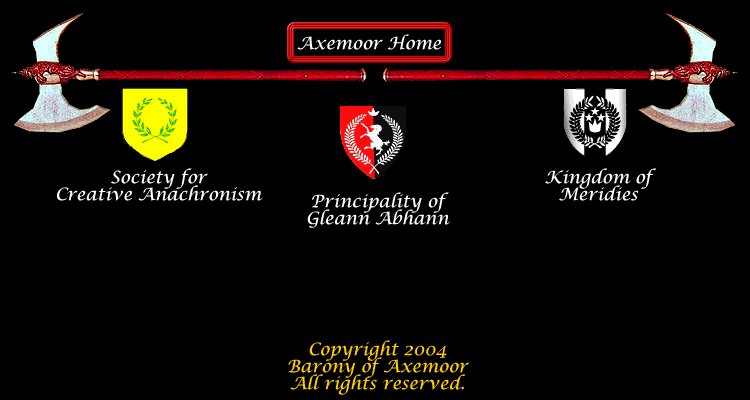 Axemoor Home
Society for
Creative Anachronism
Principality of
Gleann Abhann
Kingdom of
Meridies
Copyright 2004
Barony of Axemoor
All rights reserved.